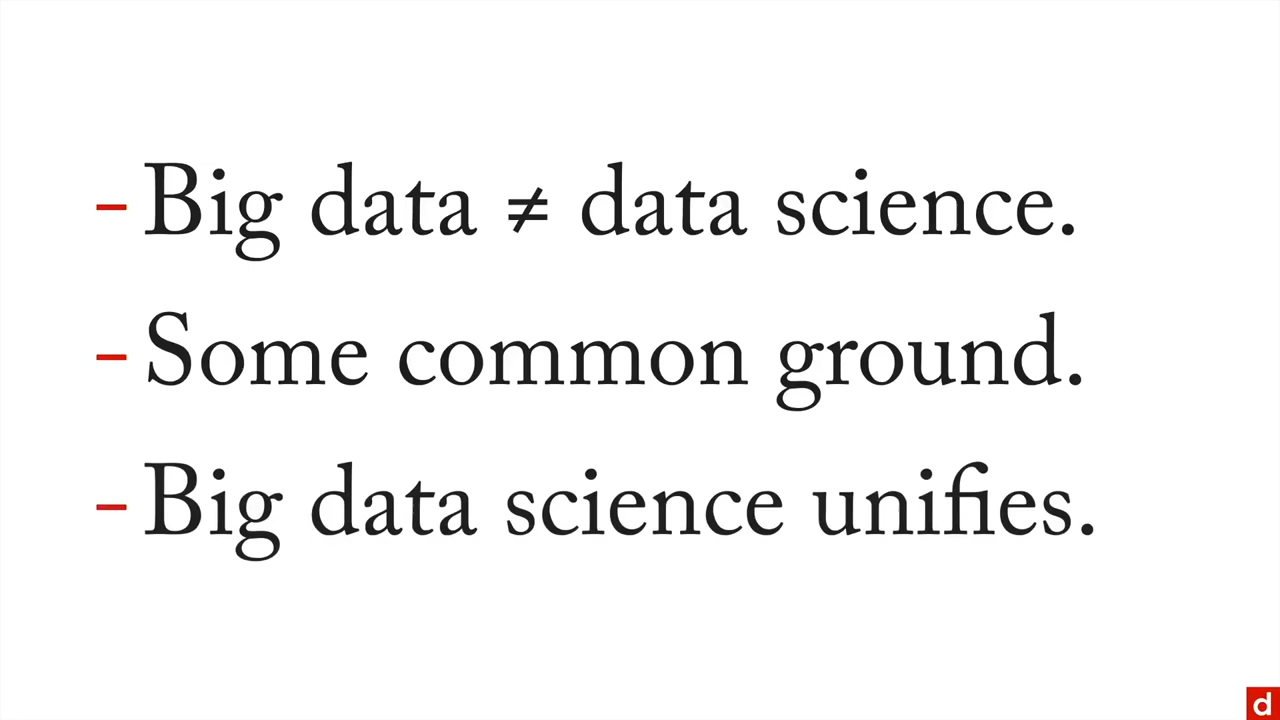 - Big data ≠ data science.
- Some common ground.
- Big data science unifies.
d